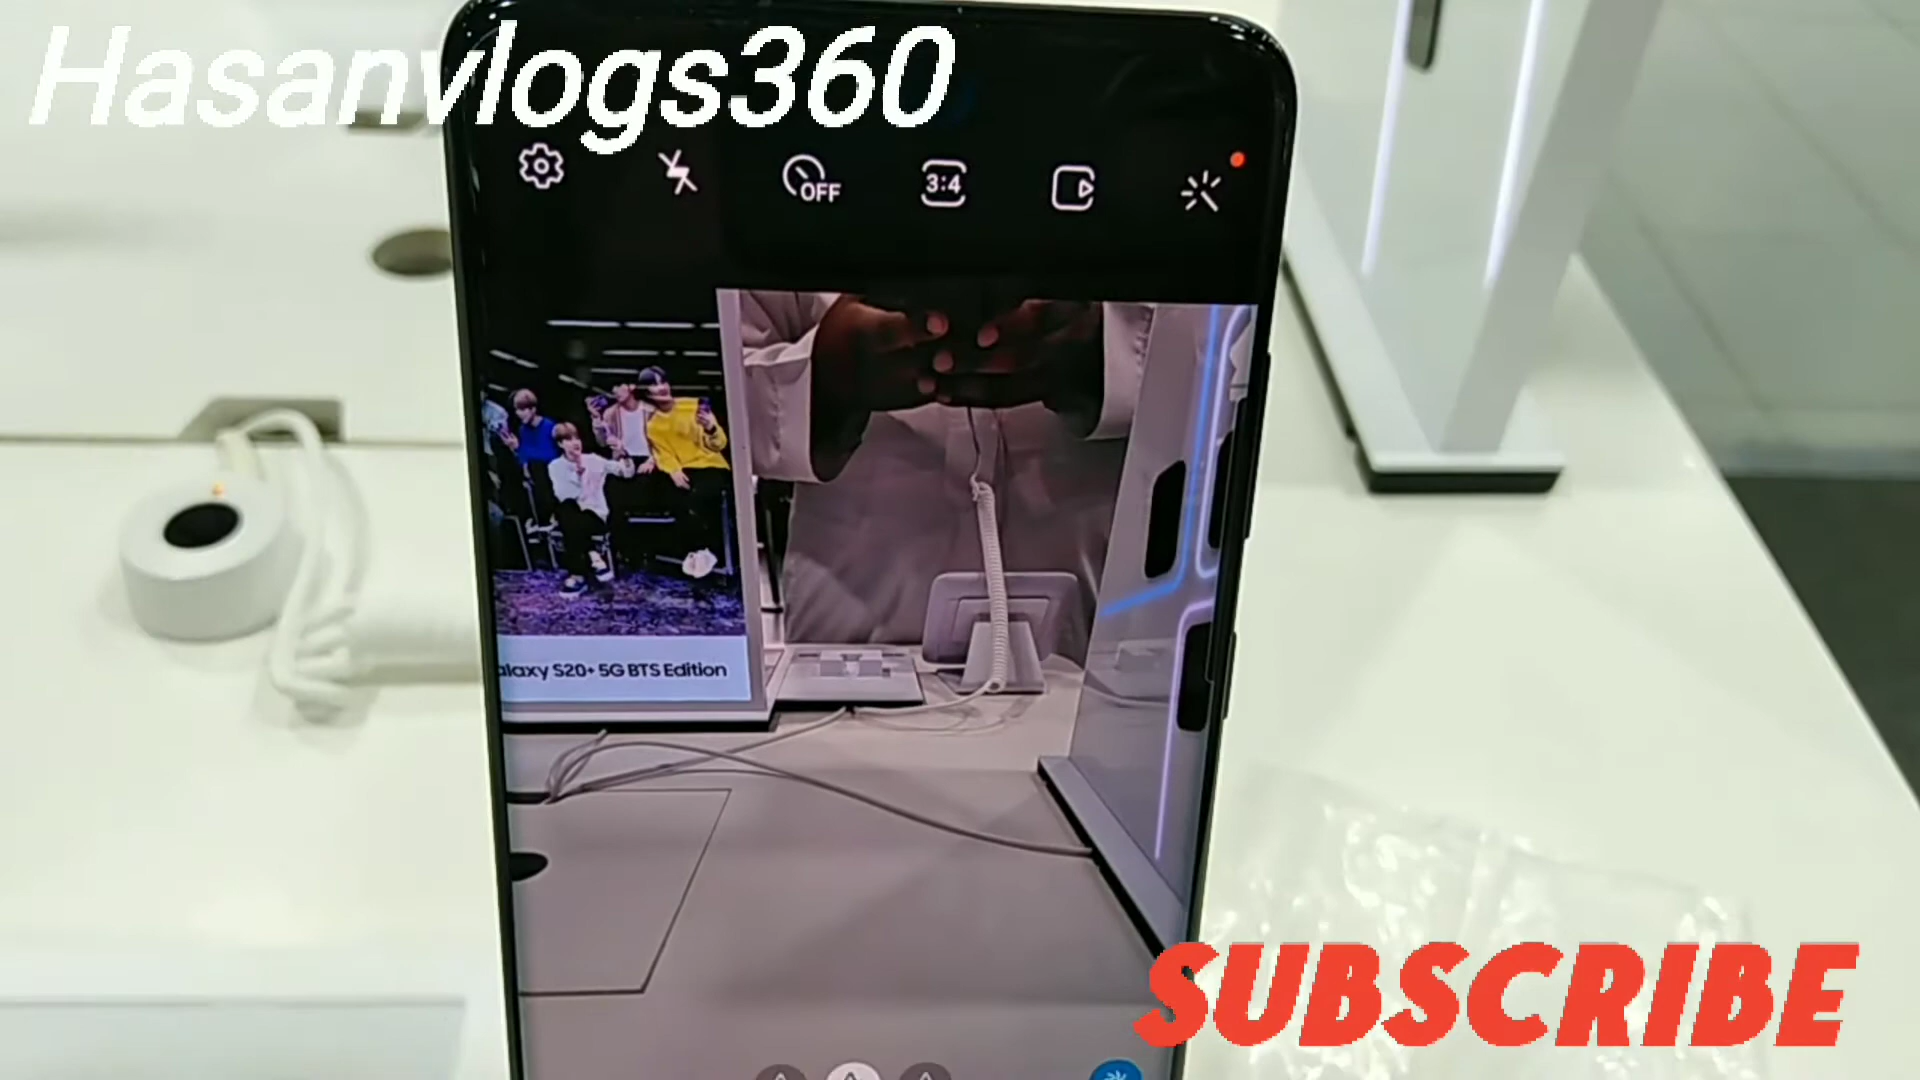 Hasanvlogs360
OFF
3:4
alaxy S20+ 5G BTS Edition
SUBSCRIBE